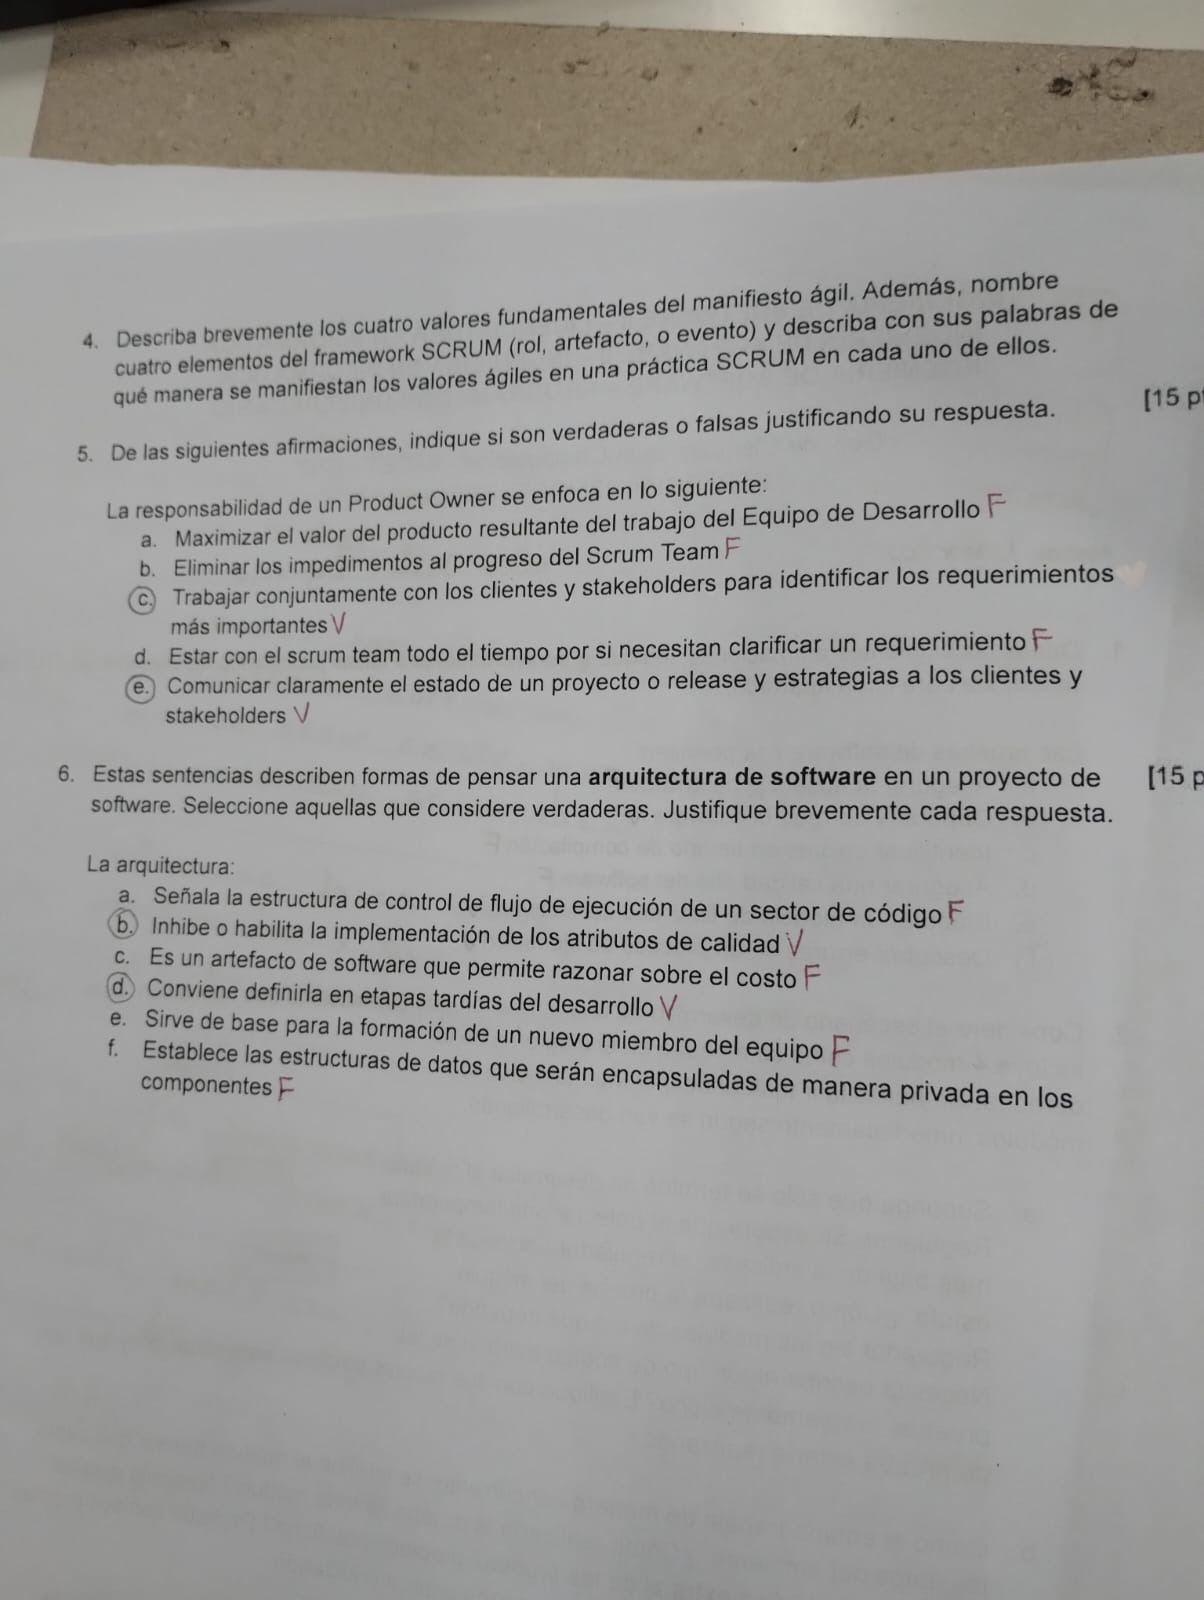 4. Describa brevemente los cuatro valores fundamentales del manifiesto ágil. Además, nombre
cuatro elementos del framework SCRUM (rol, artefacto, o evento) y describa con sus palabras de
qué manera se manifiestan los valores ágiles en una práctica SCRUM en cada uno de ellos.
[15 p
5. De las siguientes afirmaciones, indique si son verdaderas o falsas justificando su respuesta.
La responsabilidad de un Product Owner se enfoca en lo siguiente:
a. Maximizar el valor del producto resultante del trabajo del Equipo de Desarrollo F
b. Eliminar los impedimentos al progreso del Scrum Team F
c. Trabajar conjuntamente con los clientes y stakeholders para identificar los requerimientos
más importantes V
d. Estar con el scrum team todo el tiempo por si necesitan clarificar un requerimiento F
e. Comunicar claramente el estado de un proyecto o release y estrategias a los clientes y
stakeholders V
6. Estas sentencias describen formas de pensar una arquitectura de software en un proyecto de [15 p
software. Seleccione aquellas que considere verdaderas. Justifique brevemente cada respuesta.
La arquitectura:
a. Señala la estructura de control de flujo de ejecución de un sector de código F
b. Inhibe o habilita la implementación de los atributos de calidad V
c. Es un artefacto de software que permite razonar sobre el costo F
d. Conviene definirla en etapas tardías del desarrollo V
e. Sirve de base para la formación de un nuevo miembro del equipo F
f. Establece las estructuras de datos que serán encapsuladas de manera privada en los
componentes F